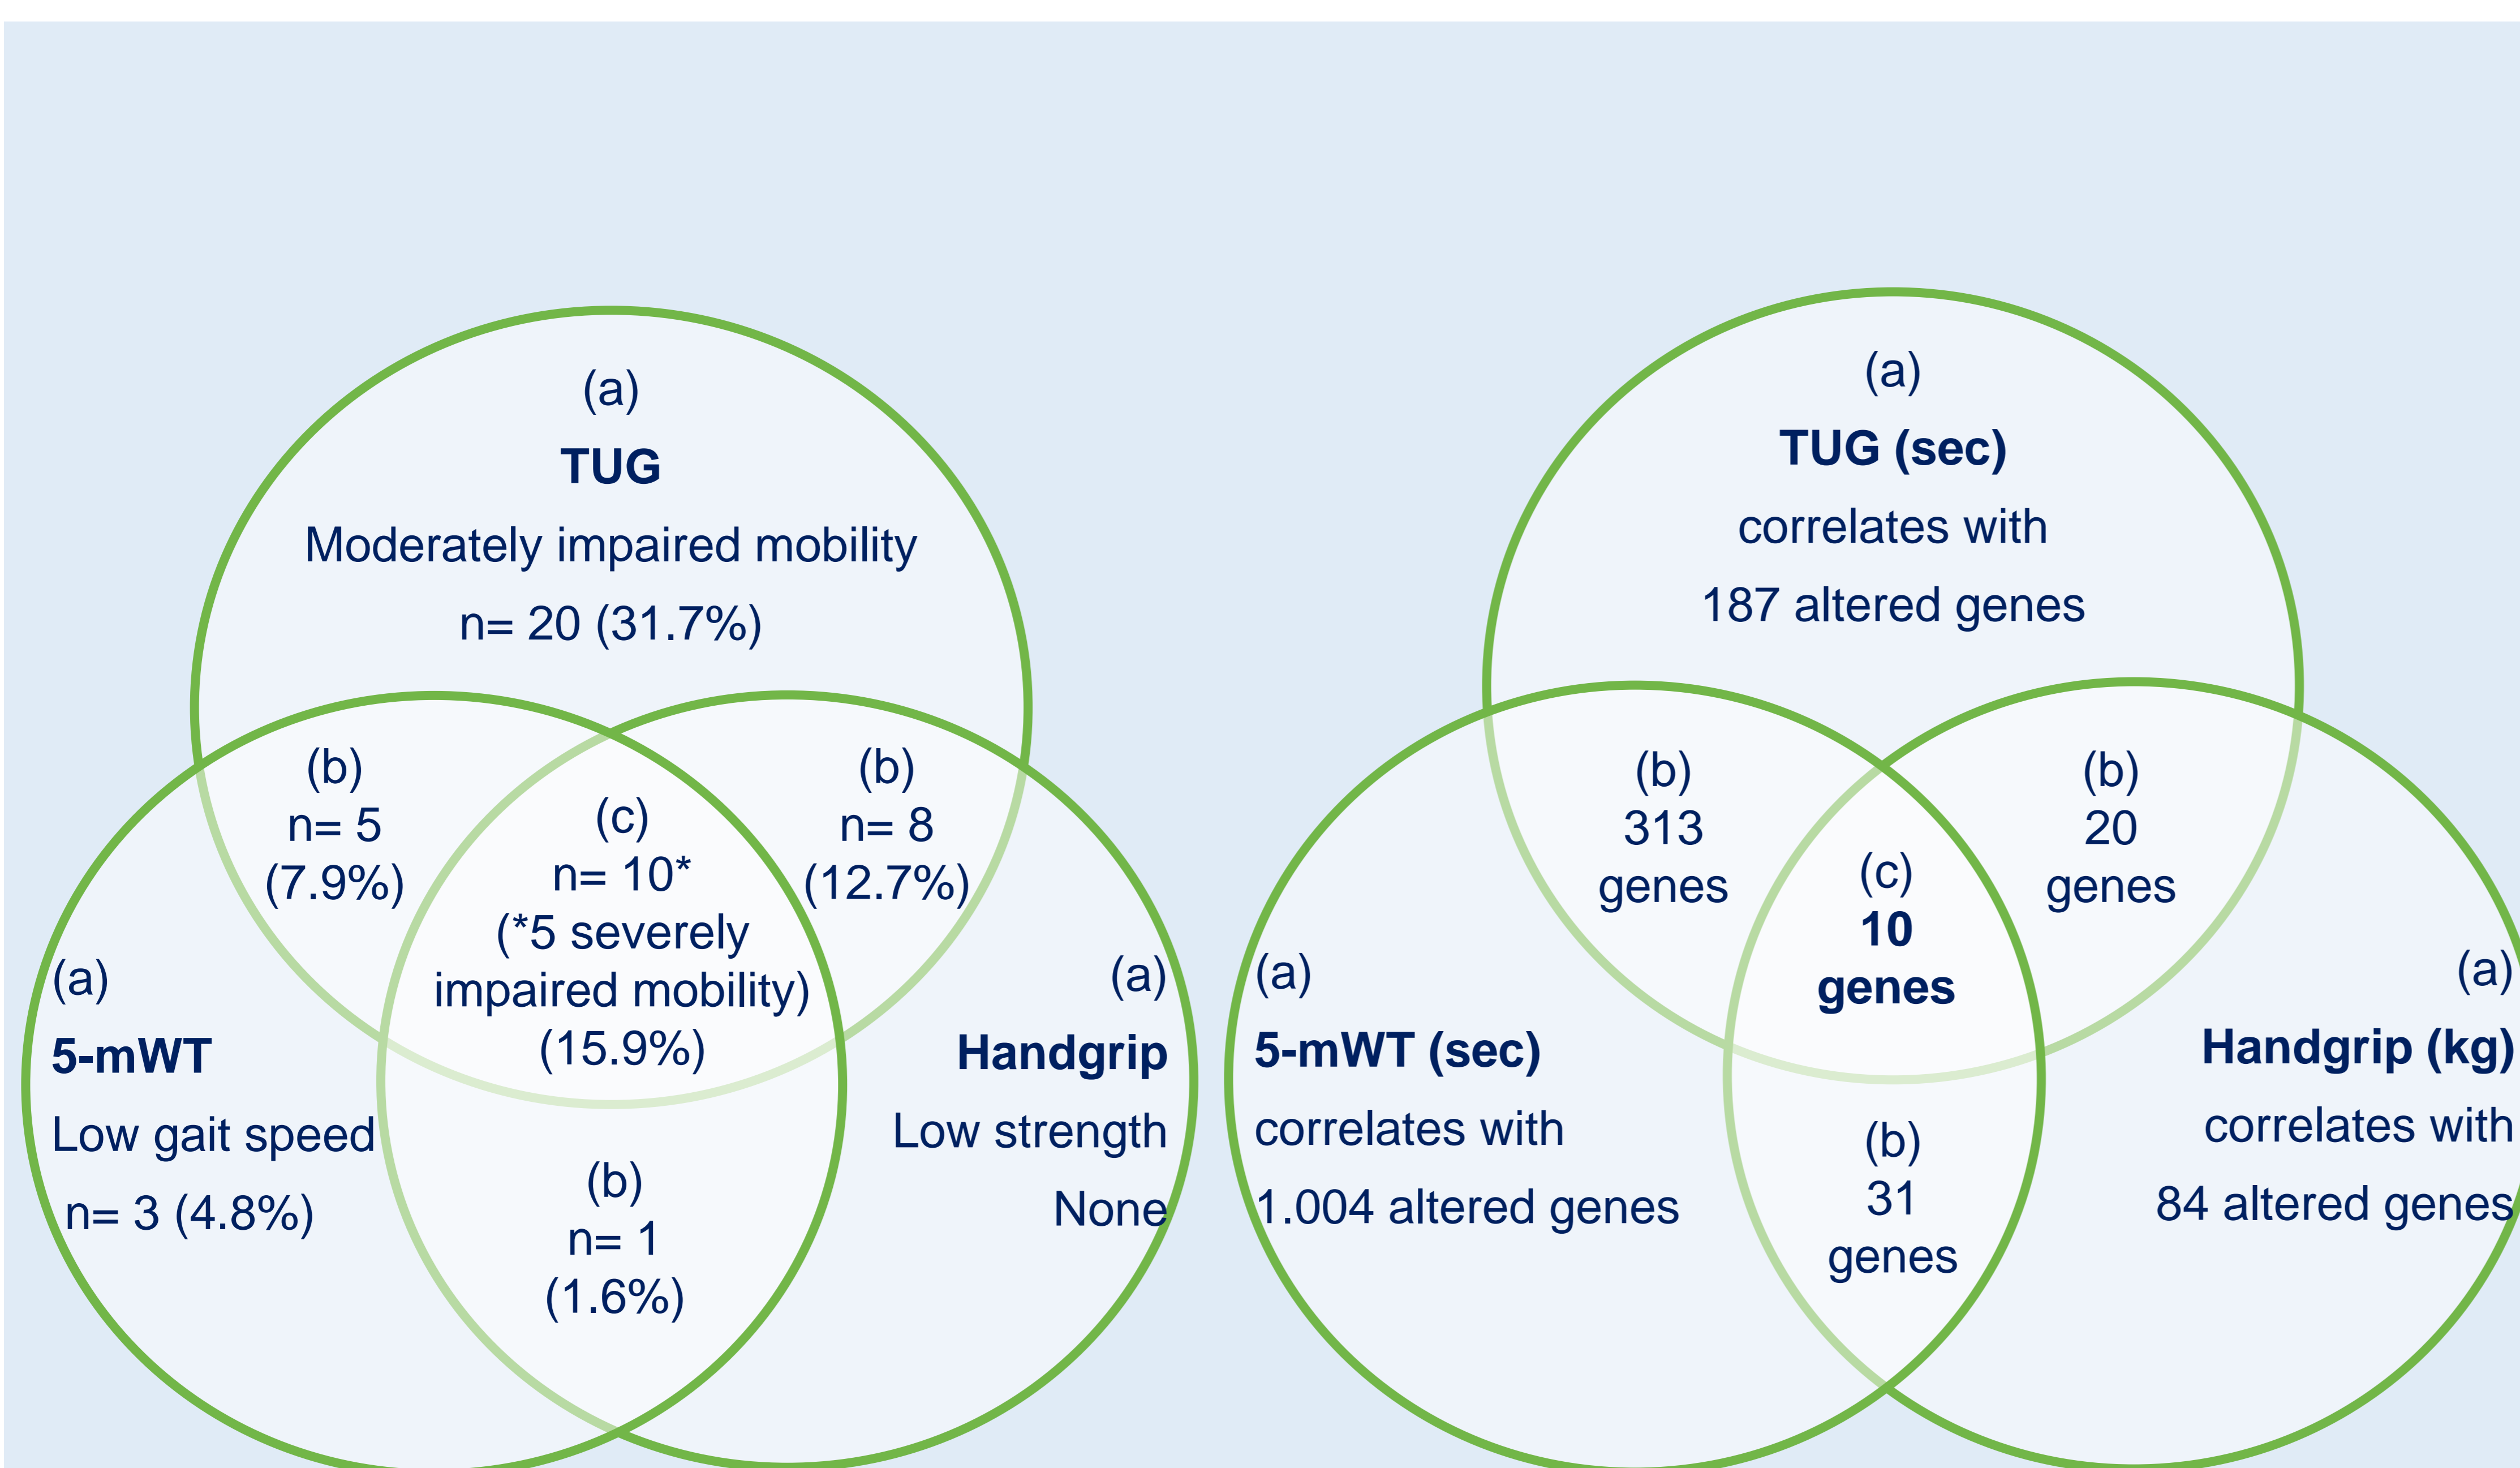 (a)
TUG
Moderately impaired mobility
n= 20 (31.7%)
(b)
n= 5
(7.9%)
(c)
n= 10*
(*5 severely
impaired mobility)
(15.9%)
(b)
n= 8
(12.7%)
(a)
5-mWT
Low gait speed
n= 3 (4.8%)
(b)
n= 1
(1.6%)
(a)
Handgrip
Low strength
None
(a)
TUG (sec)
correlates with
187 altered genes
(b)
313
genes
(c)
10
genes
(b)
20
genes
(a)
5-mWT (sec)
correlates with
1.004 altered genes
(b)
31
genes
(a)
Handgrip (kg)
correlates with
84 altered genes